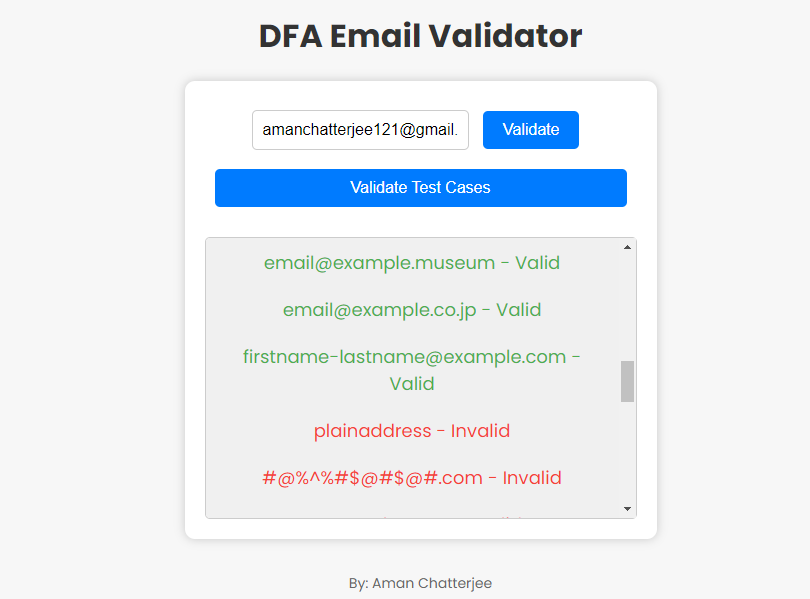 DFA Email Validator
amanchatterjee121@gmail.
Validate
Validate Test Cases
email@example.museum - Valid
email@example.co.jp - Valid
firstname-lastname@example.com -
Valid
plainaddress - Invalid
#@%^%#$@#$@#.com - Invalid
By: Aman Chatterjee